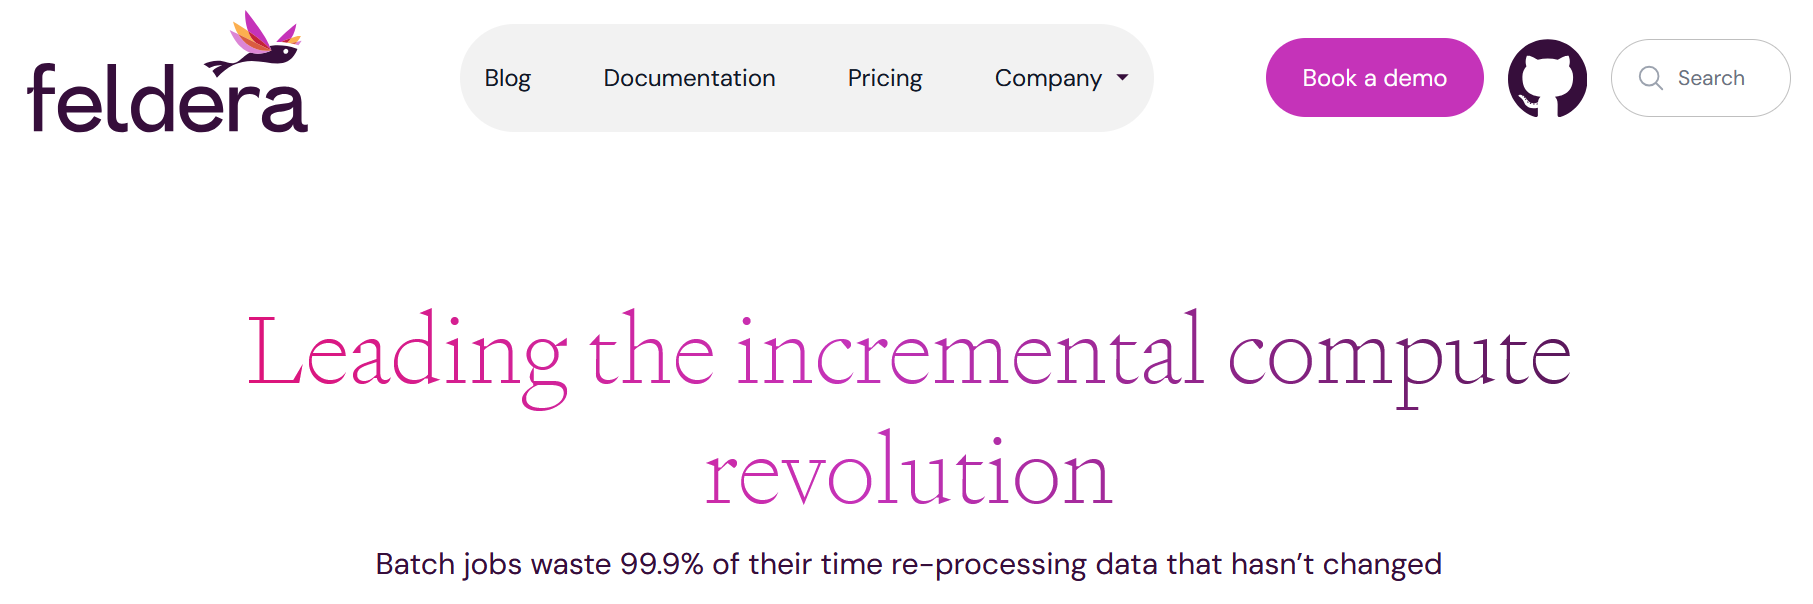 feldera
Blog Documentation Pricing Company
Book a demo
Search
Leading the incremental compute
revolution
Batch jobs waste 99.9% of their time re-processing data that hasn’t changed